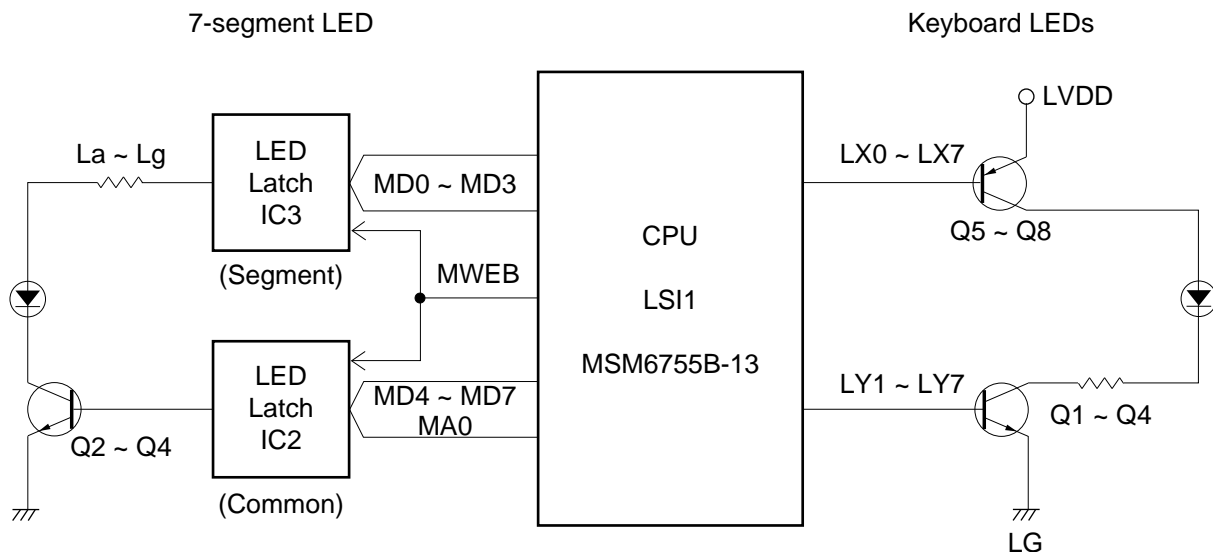 7-segment LED
Keyboard LEDs
LVDD
La ~ Lg
LED
Latch
IC3
MD0 ~ MD3
LX0 ~ LX7
Q5 ~ Q8
(Segment)
MWEB
CPU
LSI1
MSM6755B-13
LED
Latch
IC2
MD4 ~ MD7
MA0
LY1 ~ LY7
Q2 ~ Q4
Q1 ~ Q4
(Common)
LG